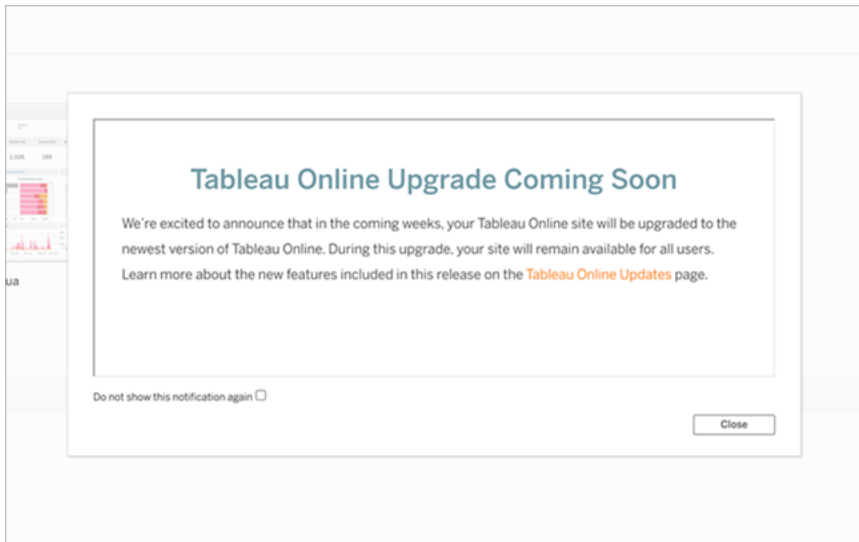 Tableau Online Upgrade Coming Soon
We're excited to announce that in the coming weeks, your Tableau Online site will be upgraded to the
newest version of Tableau Online. During this upgrade, your site will remain available for all users.
Learn more about the new features included in this release on the Tableau Online Updates page.
ua
Do not show this notification again
Close